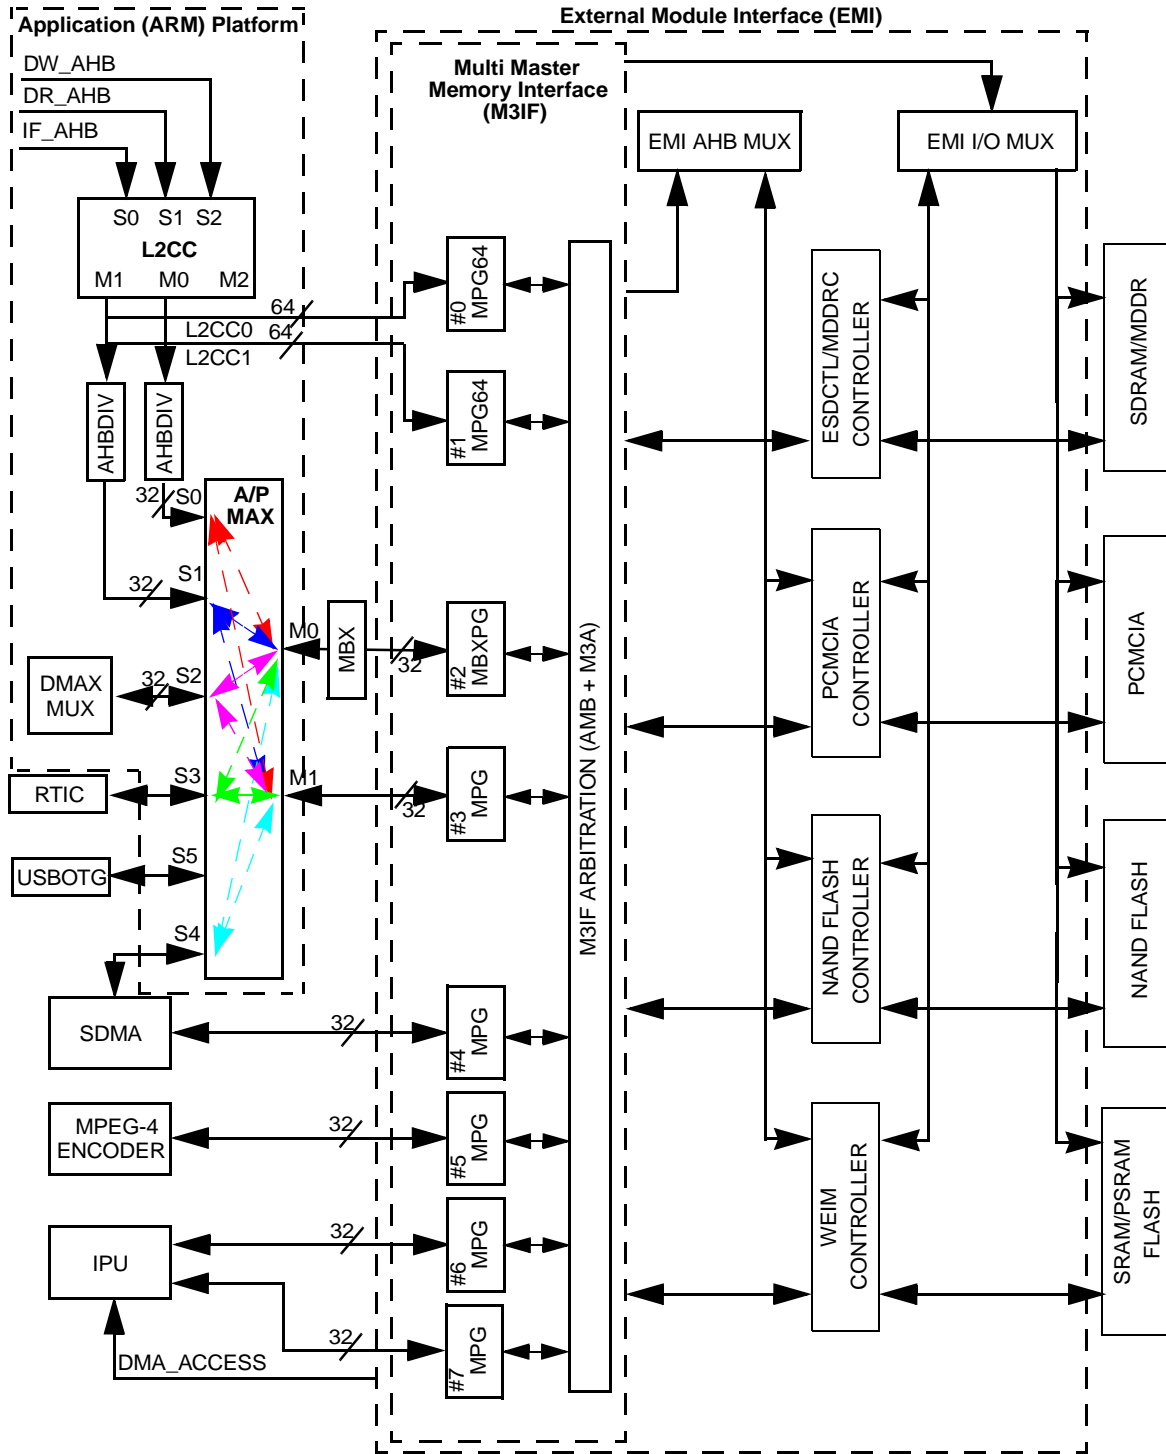 Application (ARM) Platform
External Module Interface (EMI)
DW_AHB
DR_AHB
IF_AHB
Multi Master
Memory Interface
(M3IF)
EMI AHB MUX
EMI I/O MUX
S0 S1 S2
L2CC
M1 M0 M2
64
L2CC0
64
L2CC1
#0
MPG64
#1
MPG64
AHBDIV
AHBDIV
ESDCTL/MDDRC
CONTROLLER
SDRAM/MDDR
A/P
MAX
32
S0
32
S1
M0
MBX
32
#2
MBXPG
DMAX
MUX
32
S2
PCMCIA
CONTROLLER
PCMCIA
M3IF ARBITRATION (AMB + M3A)
RTIC
S3
M1
32
#3
MPG
USBOTG
S5
S4
NAND FLASH
CONTROLLER
NAND FLASH
SDMA
32
#4
MPG
MPEG-4
ENCODER
32
#5
MPG
WEIM
CONTROLLER
SRAM/PSRAM
FLASH
IPU
32
#6
MPG
32
#7
MPG
DMA_ACCESS